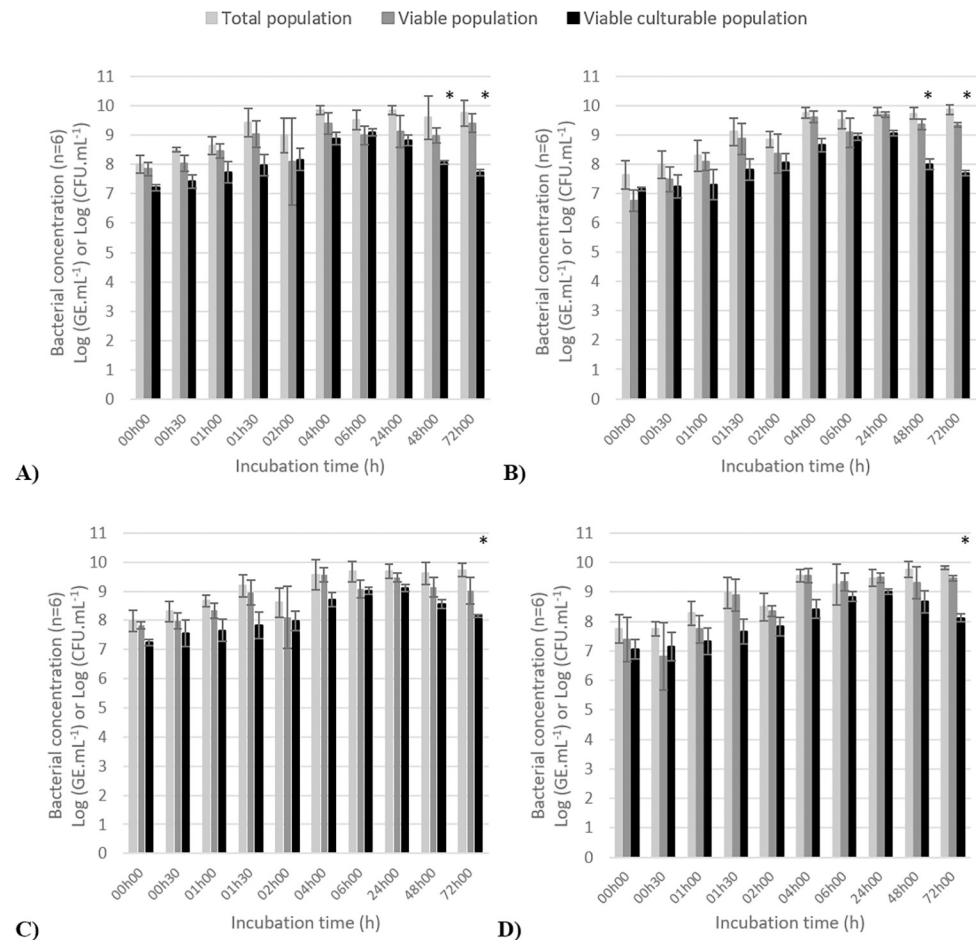 Total population Viable population Viable culturable population
Bacterial concentration (n=6)
Log (GE.mL⁻¹) or Log (CFU.mL⁻¹)
11
10
9
8
7
6
5
4
3
2
1
0
* *
00h00 00h30 01h00 01h30 02h00 04h00 06h00 24h00 48h00 72h00
Incubation time (h)
A)
Bacterial concentration (n=6)
Log (GE.mL⁻¹) or Log (CFU.mL⁻¹)
11
10
9
8
7
6
5
4
3
2
1
0
* *
00h00 00h30 01h00 01h30 02h00 04h00 06h00 24h00 48h00 72h00
Incubation time (h)
B)
Bacterial concentration (n=6)
Log (GE.mL⁻¹) or Log (CFU.mL⁻¹)
11
10
9
8
7
6
5
4
3
2
1
0
*
00h00 00h30 01h00 01h30 02h00 04h00 06h00 24h00 48h00 72h00
Incubation time (h)
C)
Bacterial concentration (n=6)
Log (GE.mL⁻¹) or Log (CFU.mL⁻¹)
11
10
9
8
7
6
5
4
3
2
1
0
*
00h00 00h30 01h00 01h30 02h00 04h00 06h00 24h00 48h00 72h00
Incubation time (h)
D)